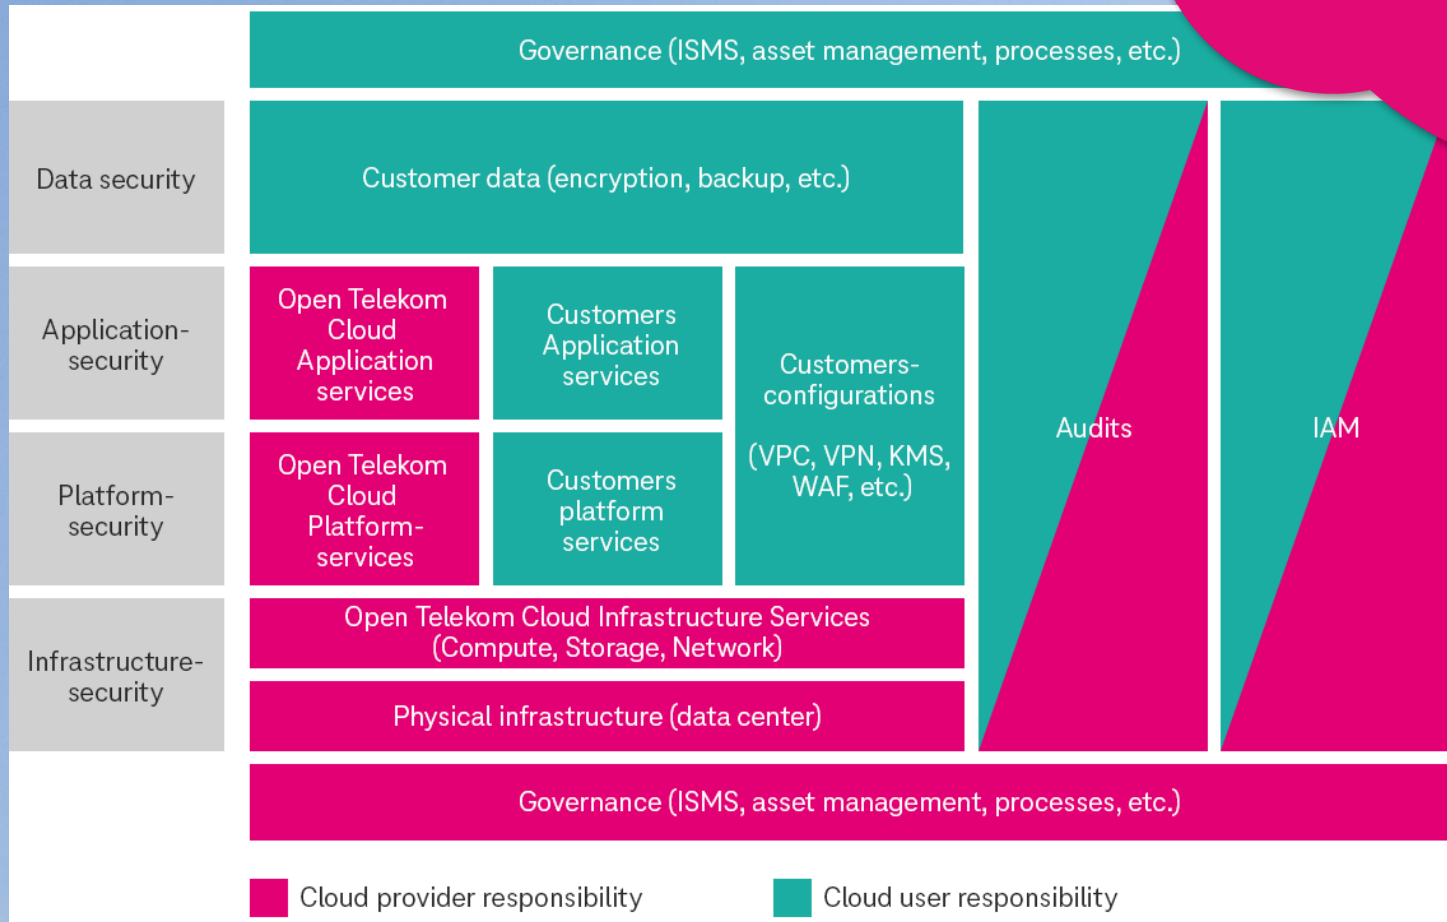 Governance (ISMS, asset management, processes, etc.)
Data security
Customer data (encryption, backup, etc.)
Application-
security
Open Telekom
Cloud
Application
services
Customers
Application
services
Customers-
configurations
(VPC, VPN, KMS,
WAF, etc.)
Audits
IAM
Platform-
security
Open Telekom
Cloud
Platform-
services
Customers
platform
services
Infrastructure-
security
Open Telekom Cloud Infrastructure Services
(Compute, Storage, Network)
Physical infrastructure (data center)
Governance (ISMS, asset management, processes, etc.)
Cloud provider responsibility
Cloud user responsibility